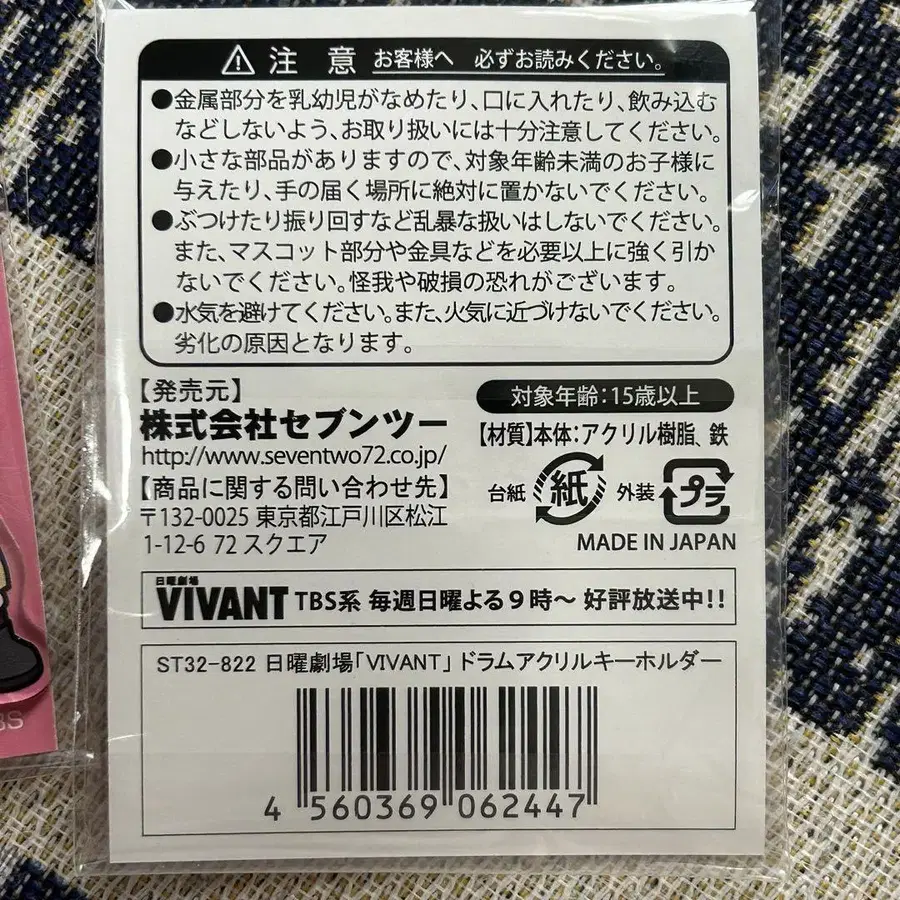 ⚠ 注 意 お客様へ 必ずお読みください。
●金属部分を乳幼児がなめたり、口に入れたり、飲み込む
などしないよう、お取り扱いには十分注意してください。
●小さな部品がありますので、対象年齢未満のお子様に
与えたり、手の届く場所に絶対に置かないでください。
●ぶつけたり振り回すなど乱暴な扱いはしないでください。
また、マスコット部分や金具などを必要以上に強く引か
ないでください。怪我や破損の恐れがございます。
●水気を避けてください。また、火気に近づけないでください。
劣化の原因となります。
【発売元】
株式会社セブンツー
http://www.seventwo72.co.jp/
【商品に関する問い合わせ先】
〒132-0025 東京都江戸川区松江
1-12-6 72 スクエア
対象年齢:15歳以上
【材質】本体:アクリル樹脂、鉄
台紙 紙 外装 プラ
MADE IN JAPAN
日曜劇場
VIVANT TBS系 毎週日曜よる9時〜 好評放送中!!
ST32-822 日曜劇場「VIVANT」ドラムアクリルキーホルダー
4 560369 062447
BS